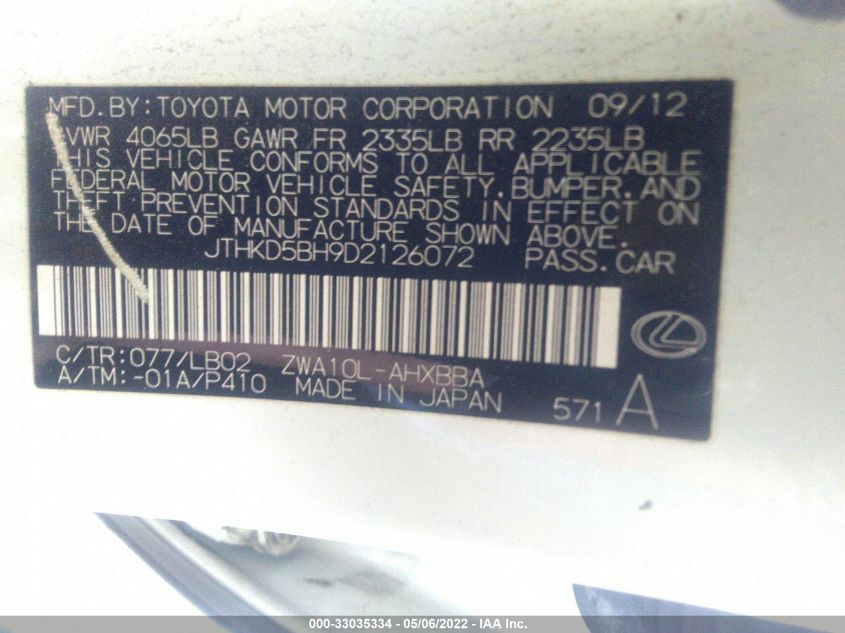 MFD.BY:TOYOTA MOTOR CORPORATION 09/12
GVWR 4065LB GAWR FR 2335LB RR 2235LB
THIS VEHICLE CONFORMS TO ALL APPLICABLE
FEDERAL MOTOR VEHICLE SAFETY.BUMPER.AND
THEFT PREVENTION STANDARDS IN EFFECT ON
THE DATE OF MANUFACTURE SHOWN ABOVE.
JTHKD5BH9D2126072 PASS.CAR
C/TR:077/LB02 ZWA10L-AHXBBA
A/TM:-01A/P410 MADE IN JAPAN 571 A
000-33035334 - 05/06/2022 - IAA Inc.